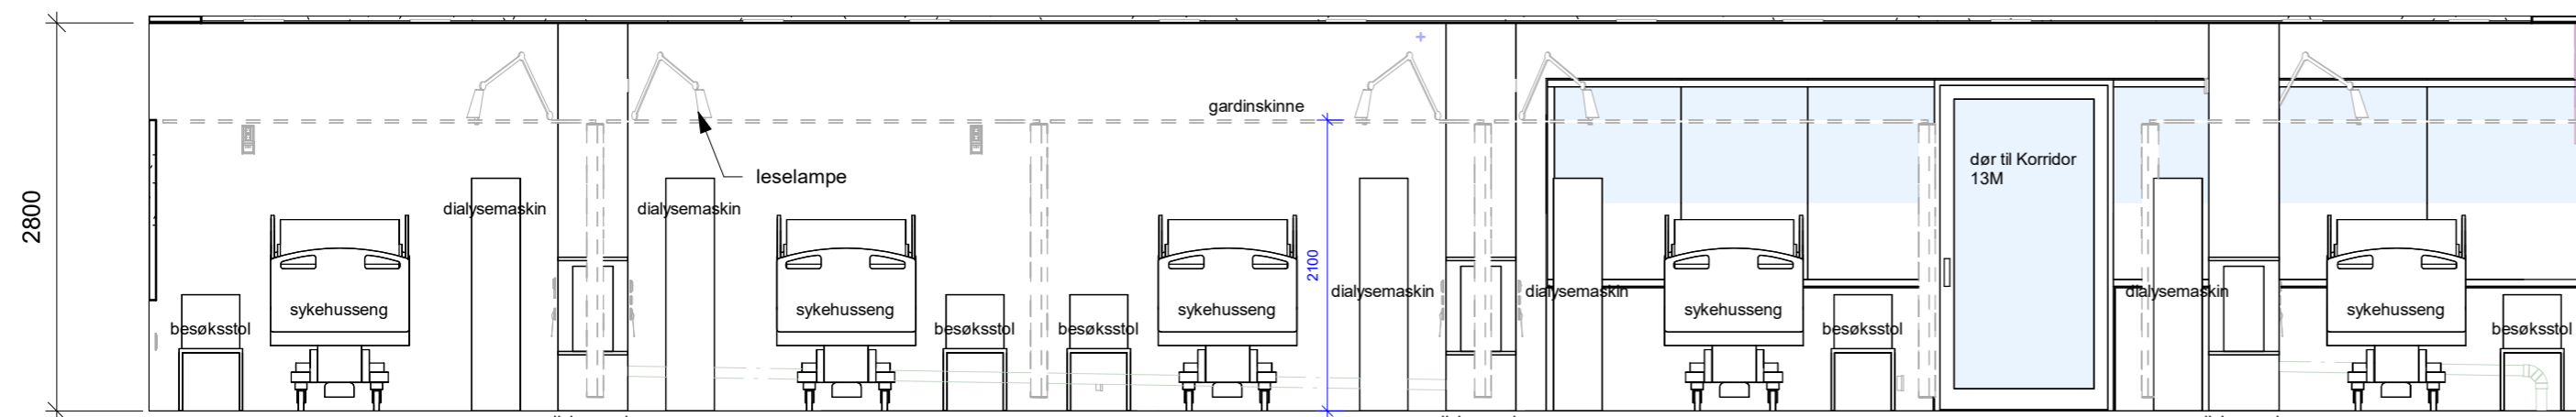 gardinskinne
dør til Korridor
13M
leselampe
2800
dialysemaskin
dialysemaskin
2100
dialysemaskin
dialysemaskin
dialysemaskin
sykehusseng
sykehusseng
sykehusseng
sykehusseng
sykehusseng
besøksstol
besøksstol
besøksstol
besøksstol
besøksstol